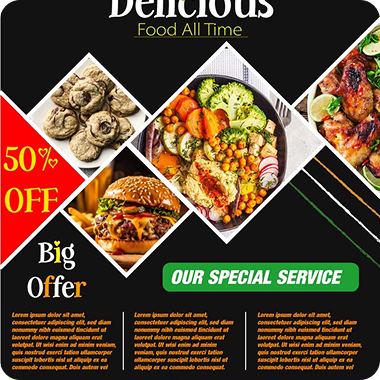 Delicious
Food All Time
50%
OFF
Big
Offer
OUR SPECIAL SERVICE
Lorem ipsum dolor sit amet,
consectetuer adipiscing elit, sed diam
nonummy nibh euismod tincidunt ut
laoreet dolore magna aliquam erat
volutpat. Ut wisi enim ad minim veniam,
quis nostrud exerci tation ullamcorper
suscipit lobortis nisl ut aliquip ex ea
commodo consequat. Duis autem vel
Lorem ipsum dolor sit amet,
consectetuer adipiscing elit, sed diam
nonummy nibh euismod tincidunt ut
laoreet dolore magna aliquam erat
volutpat. Ut wisi enim ad minim veniam,
quis nostrud exerci tation ullamcorper
suscipit lobortis nisl ut aliquip ex ea
commodo consequat. Duis autem vel
Lorem ipsum dolor sit amet,
consectetuer adipiscing elit, sed diam
nonummy nibh euismod tincidunt ut
laoreet dolore magna aliquam erat
volutpat. Ut wisi enim ad minim veniam,
quis nostrud exerci tation ullamcorper
suscipit lobortis nisl ut aliquip ex ea
commodo consequat. Duis autem vel